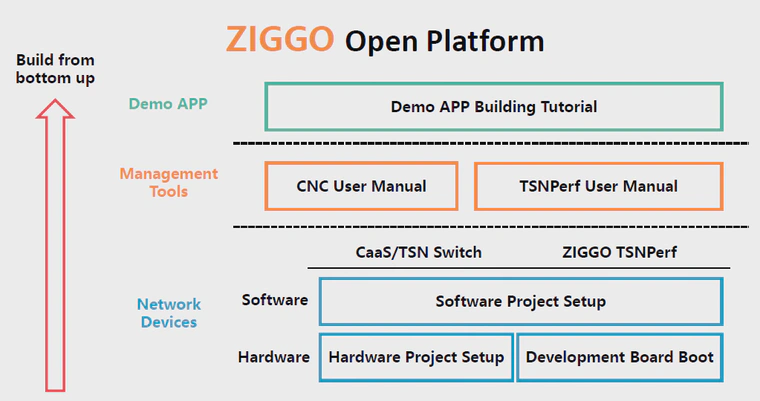 ZIGGO Open Platform
Build from
bottom up
Demo APP
Demo APP Building Tutorial
Management
Tools
CNC User Manual
TSNPerf User Manual
CaaS/TSN Switch
ZIGGO TSNPerf
Network
Devices
Software
Software Project Setup
Hardware
Hardware Project Setup
Development Board Boot